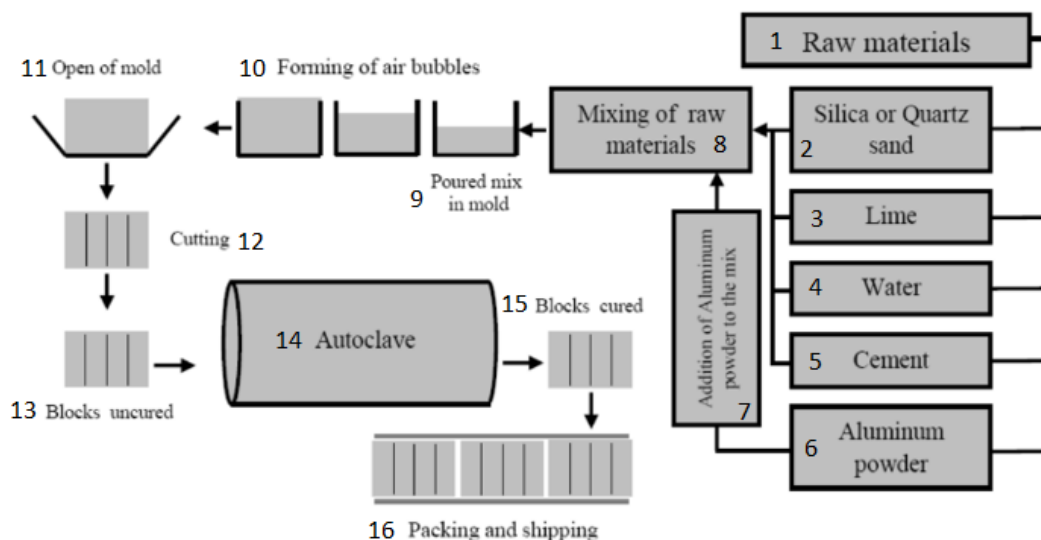 1 Raw materials
2 Silica or Quartz
sand
3 Lime
4 Water
5 Cement
6 Aluminum
powder
7 Addition of Aluminum
powder to the mix
8 Mixing of raw
materials
9 Poured mix
in mold
10 Forming of air bubbles
11 Open of mold
Cutting 12
13 Blocks uncured
14 Autoclave
15 Blocks cured
16 Packing and shipping